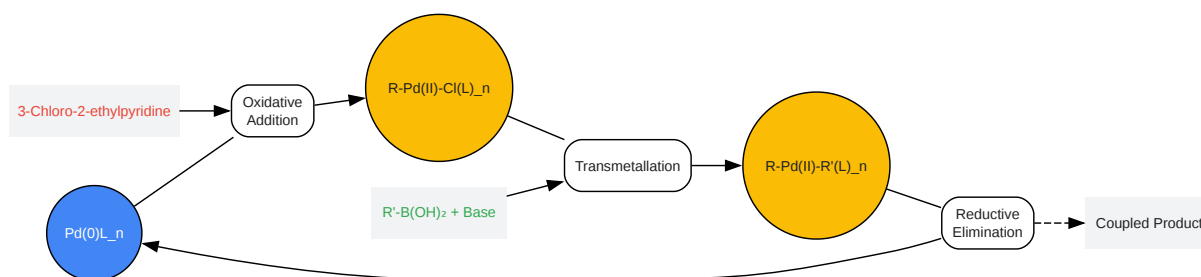 3-Chloro-2-ethylpyridine
Oxidative
Addition
R-Pd(II)-Cl(L)_n
Pd(0)L_n
R'-B(OH)₂ + Base
Transmetallation
R-Pd(II)-R'(L)_n
Reductive
Elimination
Coupled Product